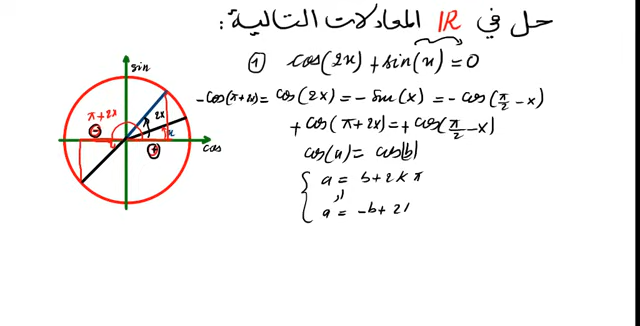 حل في IR المعادلات التالية :
① cos(2x) + sin(x) = 0
-cos(π+2x) = cos(2x) = -sin(x) = -cos(π/2 - x)
+cos(π+2x) = +cos(π/2 - x)
cos(a) = cos(b)
a = b + 2kπ
او
a = -b + 2
sin
π+2x
2x
x
⊖
⊕
cos